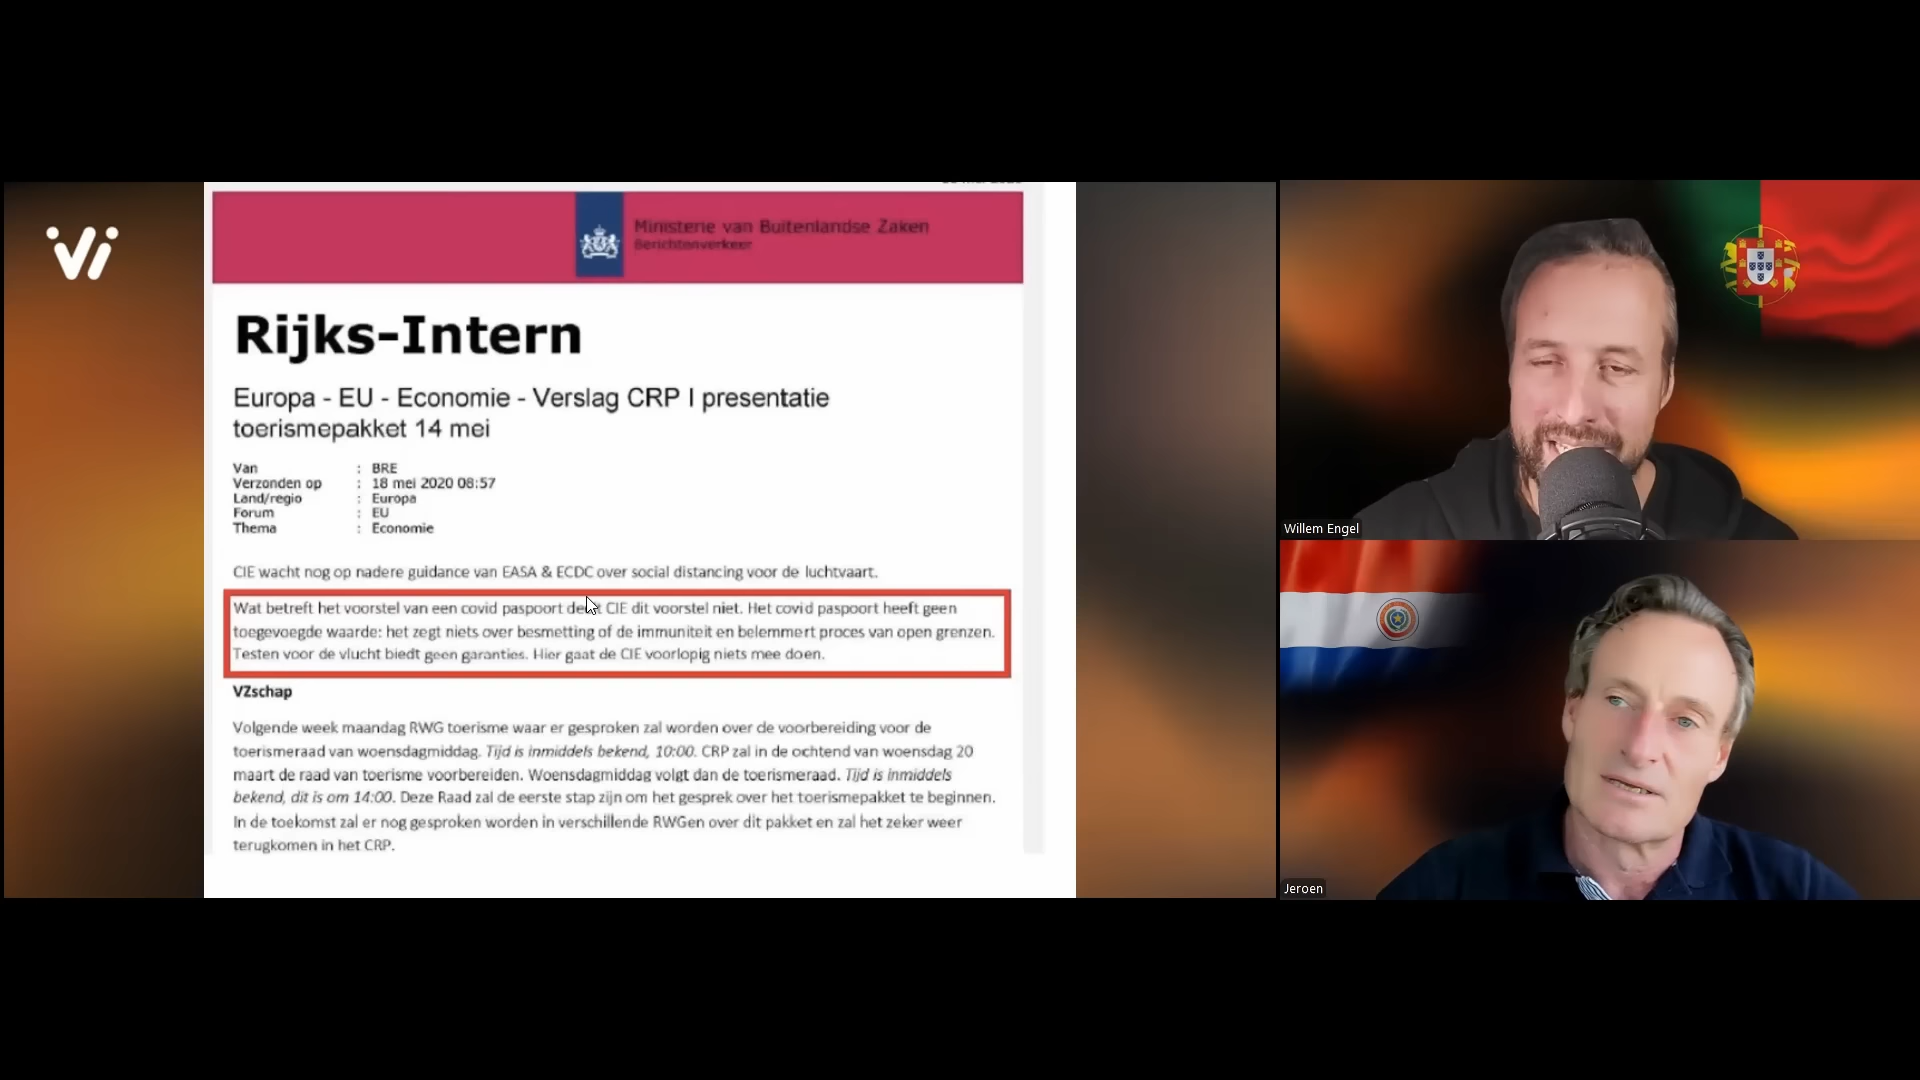 Ministerie van Buitenlandse Zaken
Berichtenverkeer
Rijks-Intern
Europa - EU - Economie - Verslag CRP I presentatie
toerismepakket 14 mei
Van : BRE
Verzonden op : 18 mei 2020 08:57
Land/regio : Europa
Forum : EU
Thema : Economie
CIE wacht nog op nadere guidance van EASA & ECDC over social distancing voor de luchtvaart.
Wat betreft het voorstel van een covid paspoort CIE dit voorstel niet. Het covid paspoort heeft geen
toegevoegde waarde: het zegt niets over besmetting of de immuniteit en belemmert proces van open grenzen.
Testen voor de vlucht biedt geen garanties. Hier gaat de CIE voorlopig niets mee doen.
VZschap
Volgende week maandag RWG toerisme waar er gesproken zal worden over de voorbereiding voor de
toerismeraad van woensdagmiddag. Tijd is inmiddels bekend, 10:00. CRP zal in de ochtend van woensdag 20
maart de raad van toerisme voorbereiden. Woensdagmiddag volgt dan de toerismeraad. Tijd is inmiddels
bekend, dit is om 14:00. Deze Raad zal de eerste stap zijn om het gesprek over het toerismepakket te beginnen.
In de toekomst zal er nog gesproken worden in verschillende RWGen over dit pakket en zal het zeker weer
terugkomen in het CRP.
Willem Engel
Jeroen